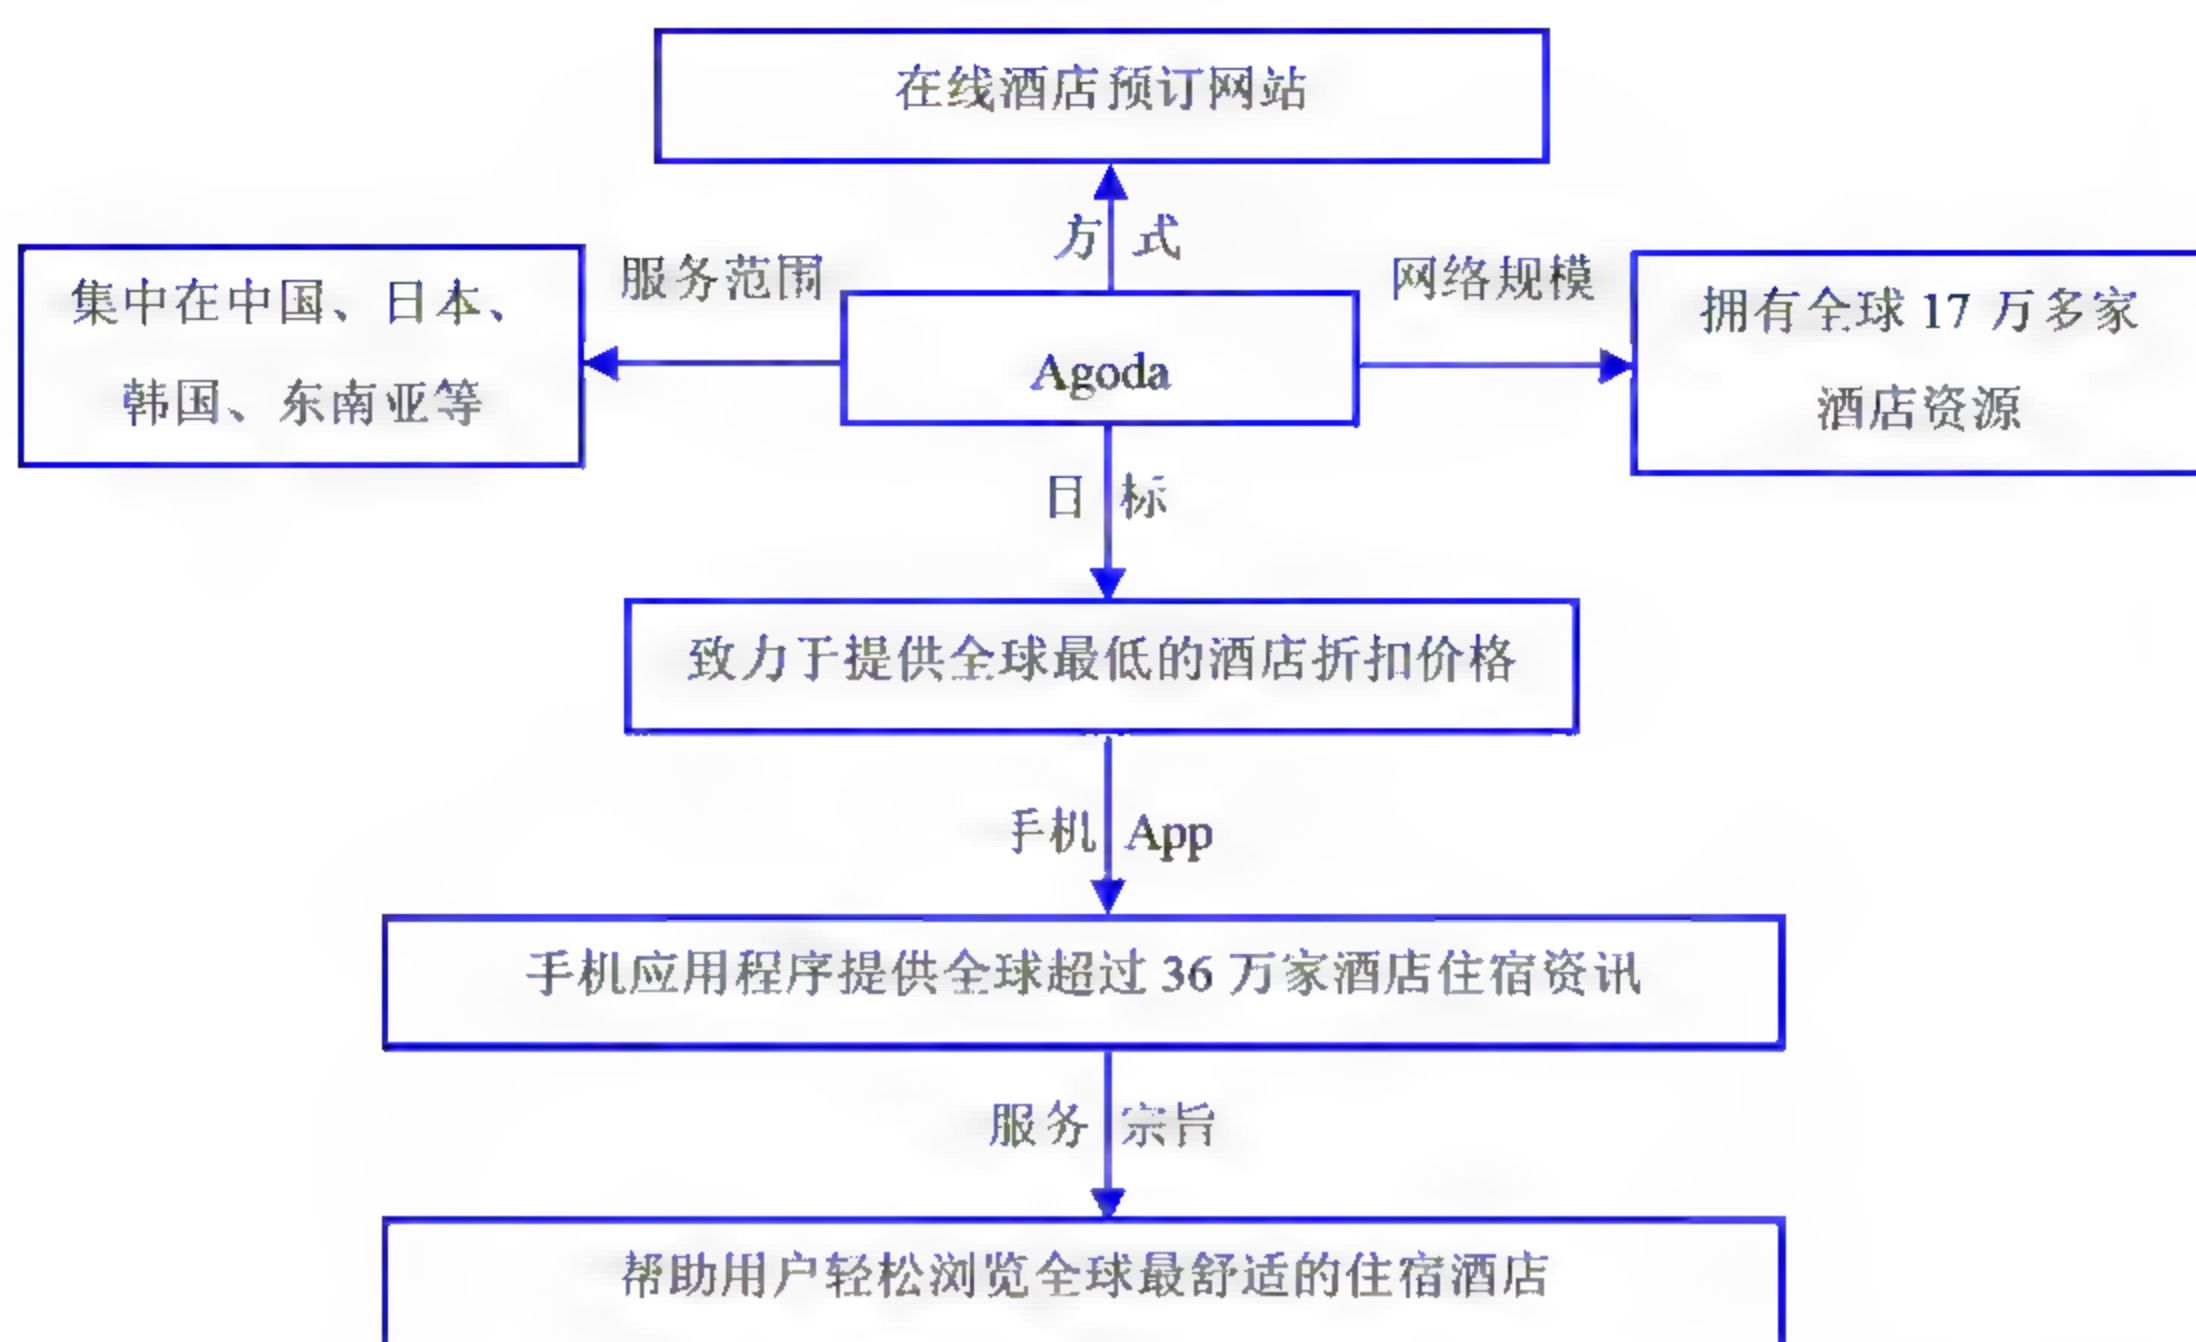 在线酒店预订网站
方式
服务范围
网络规模
集中在中国、日本、
韩国、东南亚等
Agoda
拥有全球 17 万多家
酒店资源
目标
致力于提供全球最低的酒店折扣价格
手机 App
手机应用程序提供全球超过 36 万家酒店住宿资讯
服务宗旨
帮助用户轻松浏览全球最舒适的住宿酒店